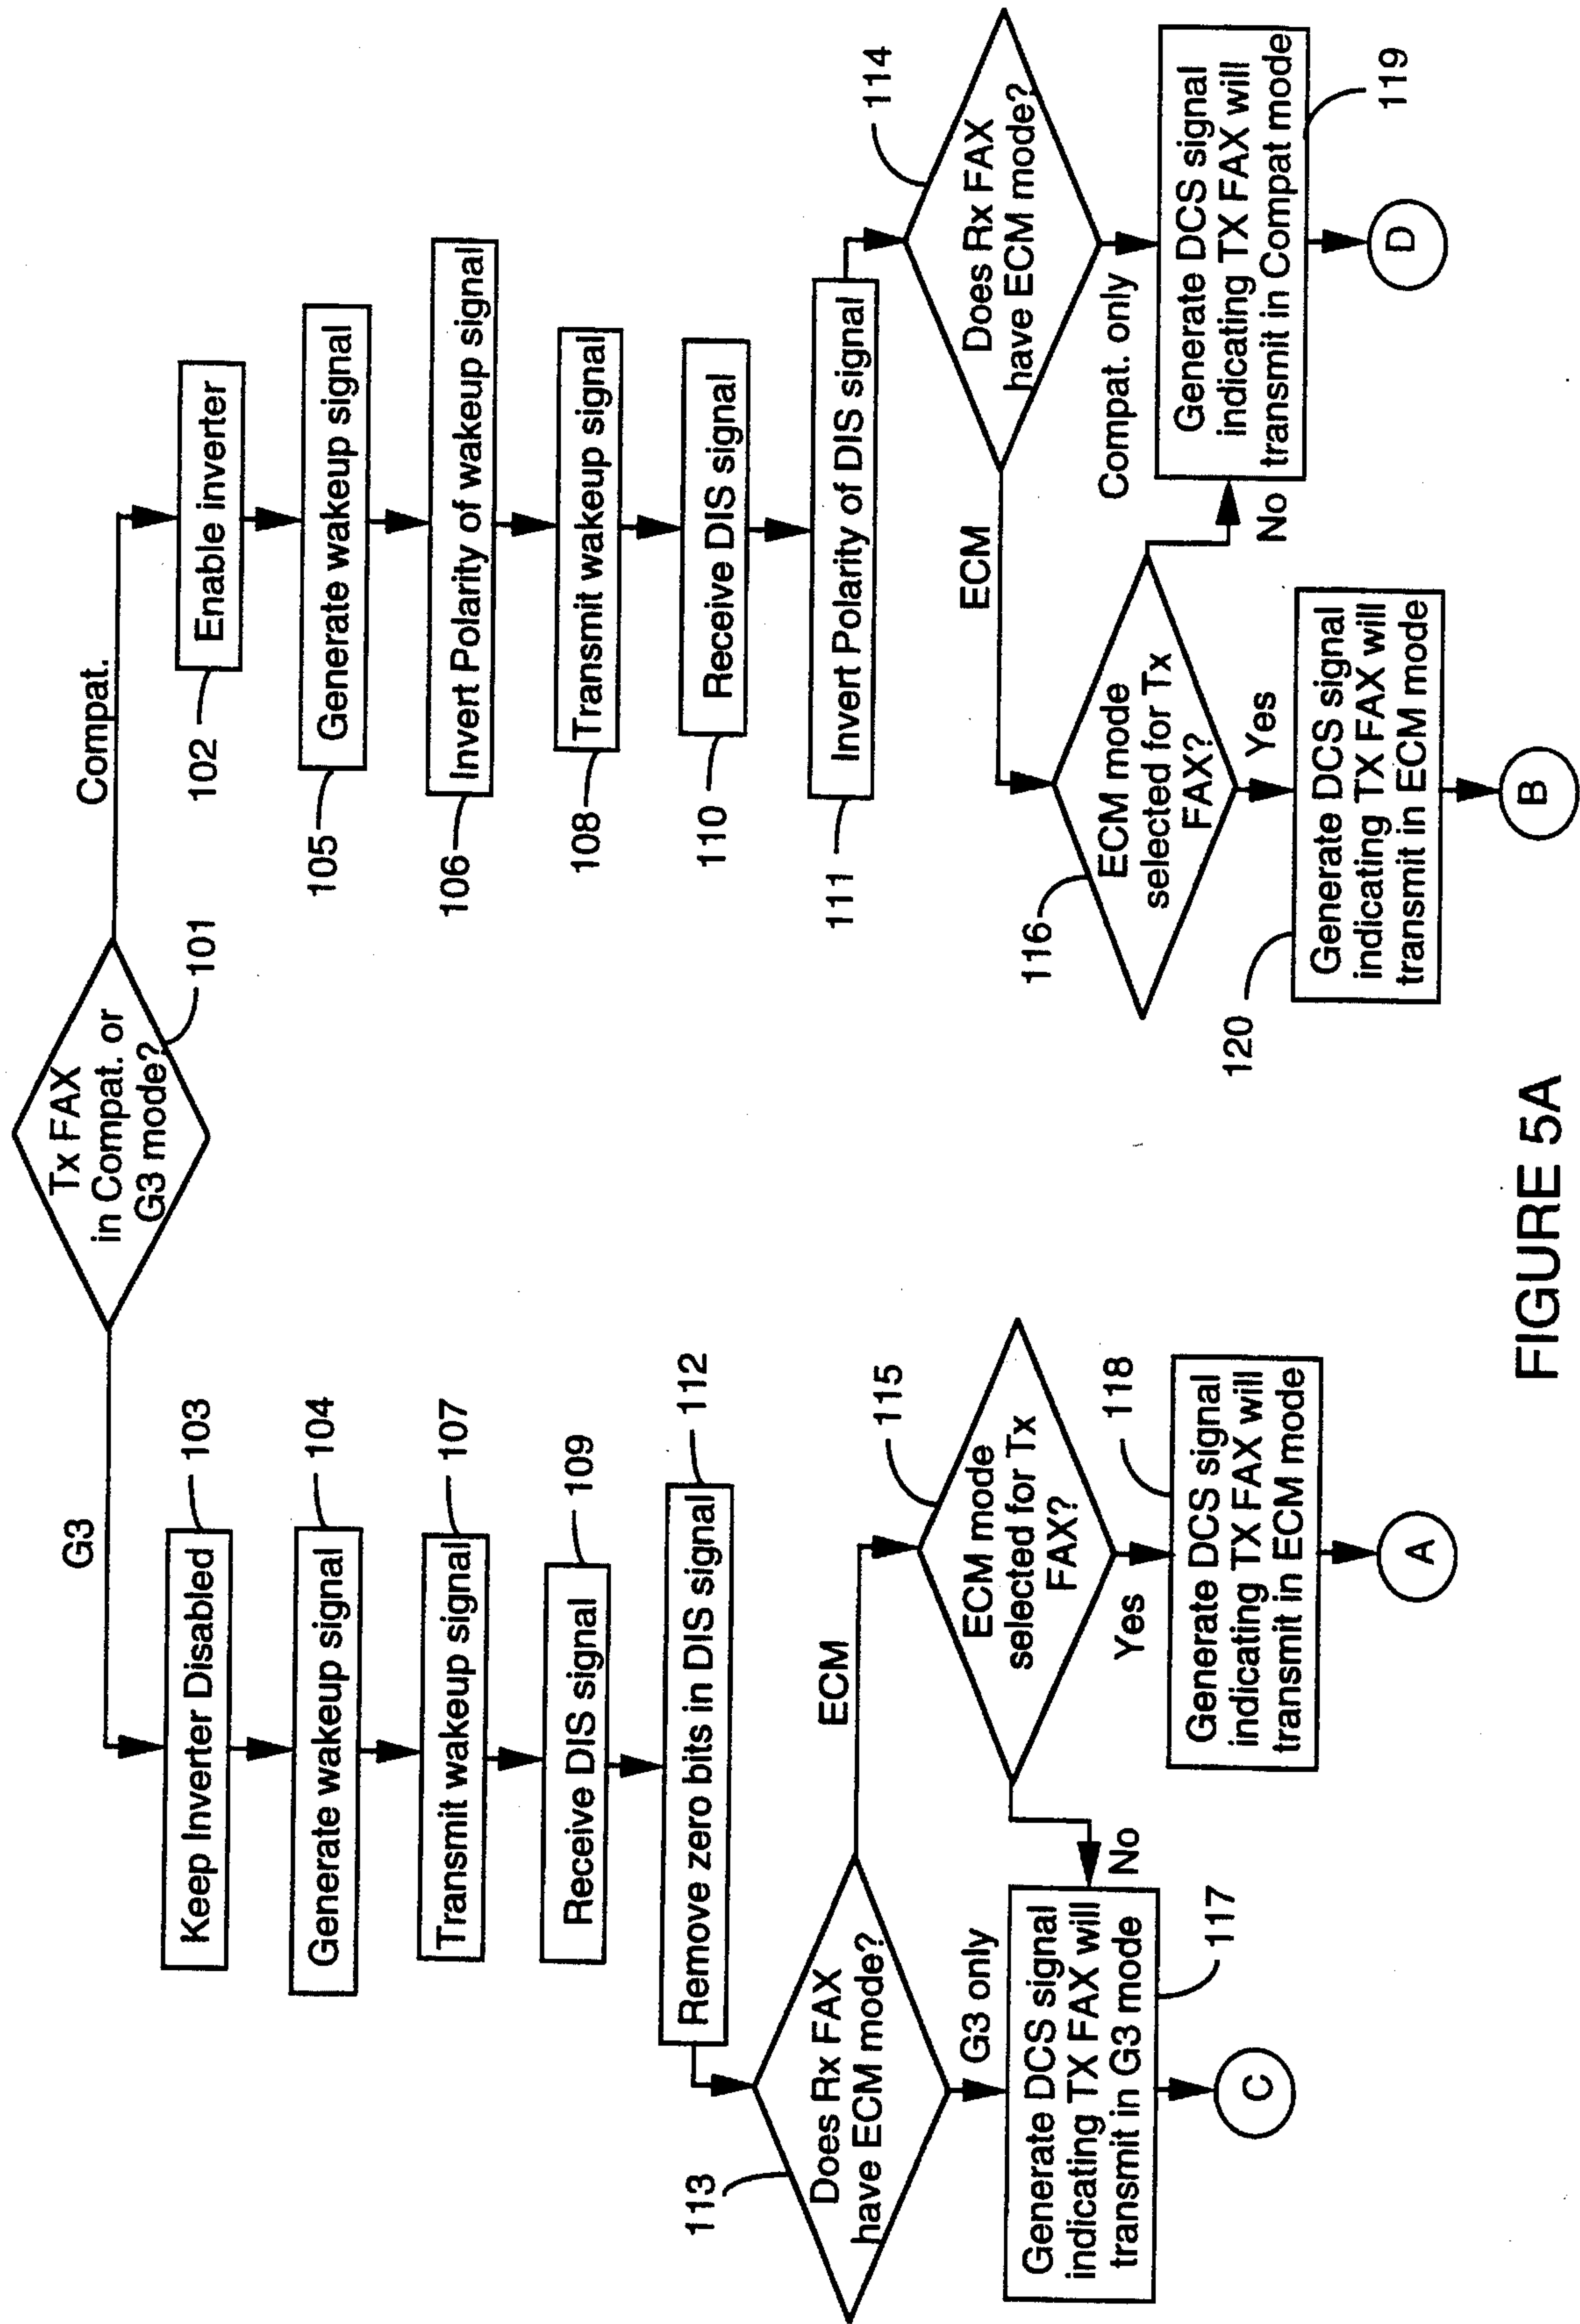 Tx FAX
in Compat. or
G3 mode?
101
G3
Compat.
Keep Inverter Disabled
103
Generate wakeup signal
104
Transmit wakeup signal
107
Receive DIS signal
109
Remove zero bits in DIS signal
112
Does Rx FAX
have ECM mode?
113
ECM
G3 only
ECM mode
selected for Tx
FAX?
115
No
Yes
Generate DCS signal
indicating TX FAX will
transmit in G3 mode
117
C
Generate DCS signal
indicating TX FAX will
transmit in ECM mode
118
A
102
Enable inverter
105
Generate wakeup signal
106
Invert Polarity of wakeup signal
108
Transmit wakeup signal
110
Receive DIS signal
111
Invert Polarity of DIS signal
Does Rx FAX
have ECM mode?
114
ECM
Compat. only
ECM mode
selected for Tx
FAX?
116
No
Yes
Generate DCS signal
indicating TX FAX will
transmit in ECM mode
120
B
Generate DCS signal
indicating TX FAX will
transmit in Compat mode
119
D
FIGURE 5A